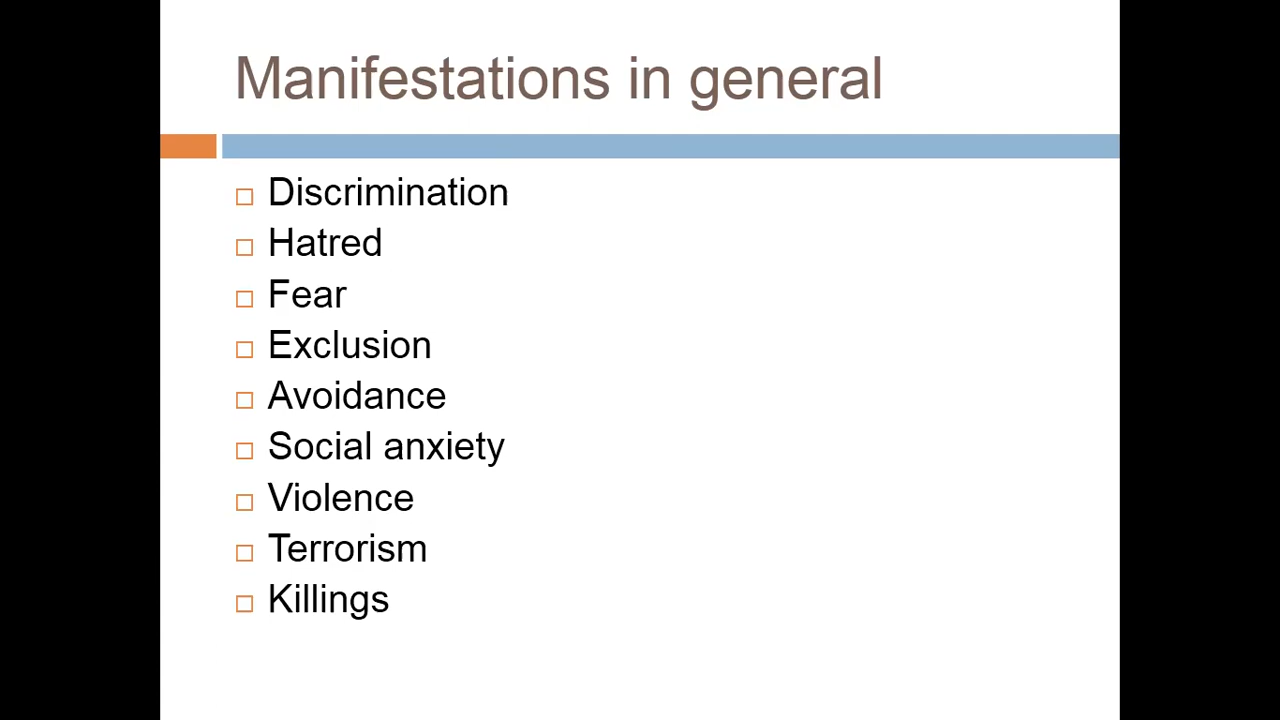 Manifestations in general
Discrimination
Hatred
Fear
Exclusion
Avoidance
Social anxiety
Violence
Terrorism
Killings